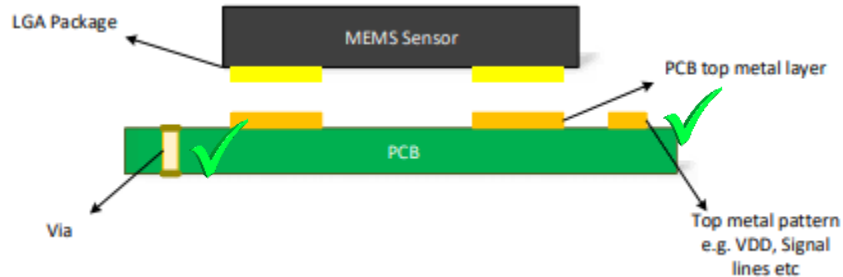 LGA Package
MEMS Sensor
PCB top metal layer
PCB
Via
Top metal pattern
e.g. VDD, Signal
lines etc